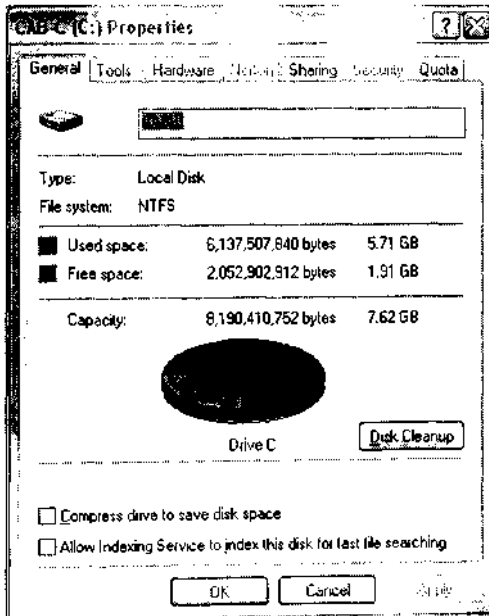 CAB-C (C:) Properties ? X
General Tools Hardware Norton Sharing Security Quota
Type: Local Disk
File system: NTFS
Used space: 6,137,507,840 bytes 5.71 GB
Free space: 2,052,902,912 bytes 1.91 GB
Capacity: 8,190,410,752 bytes 7.62 GB
Drive C
Disk Cleanup
Compress drive to save disk space
Allow Indexing Service to index this disk for fast file searching
OK Cancel Apply